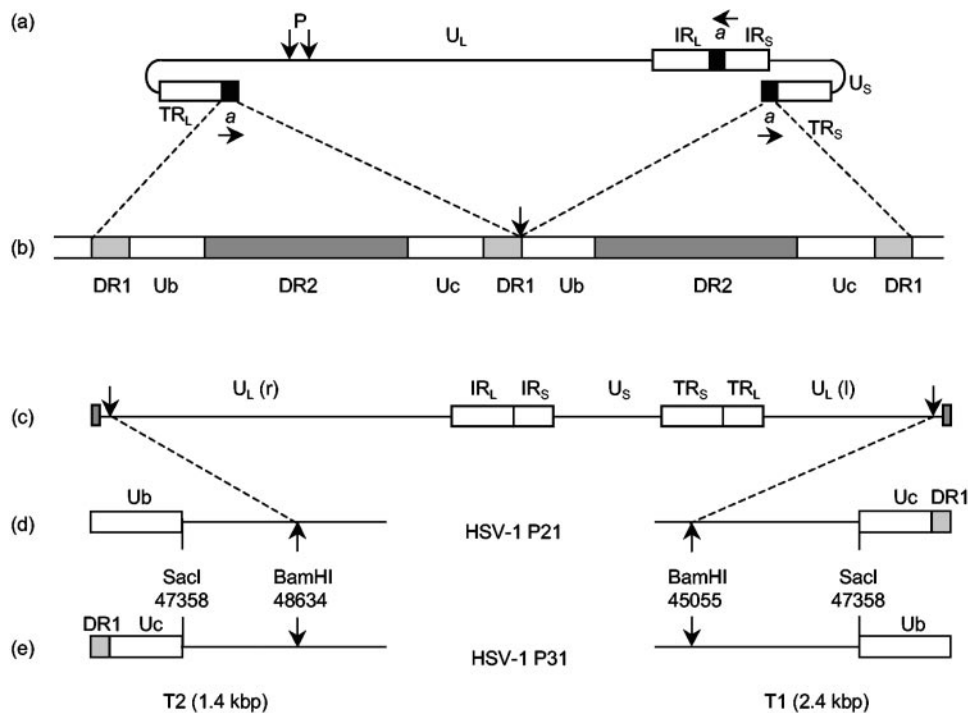 (a)
P
U_L
IR_L a IR_S
U_S
TR_L
a
a
TR_S
(b)
DR1 Ub DR2 Uc DR1 Ub DR2 Uc DR1
(c)
U_L (r) IR_L IR_S U_S TR_S TR_L U_L (l)
(d)
Ub
HSV-1 P21
Uc DR1
SacI 47358
BamHI 48634
BamHI 45055
SacI 47358
(e)
DR1 Uc
HSV-1 P31
Ub
T2 (1.4 kbp)
T1 (2.4 kbp)